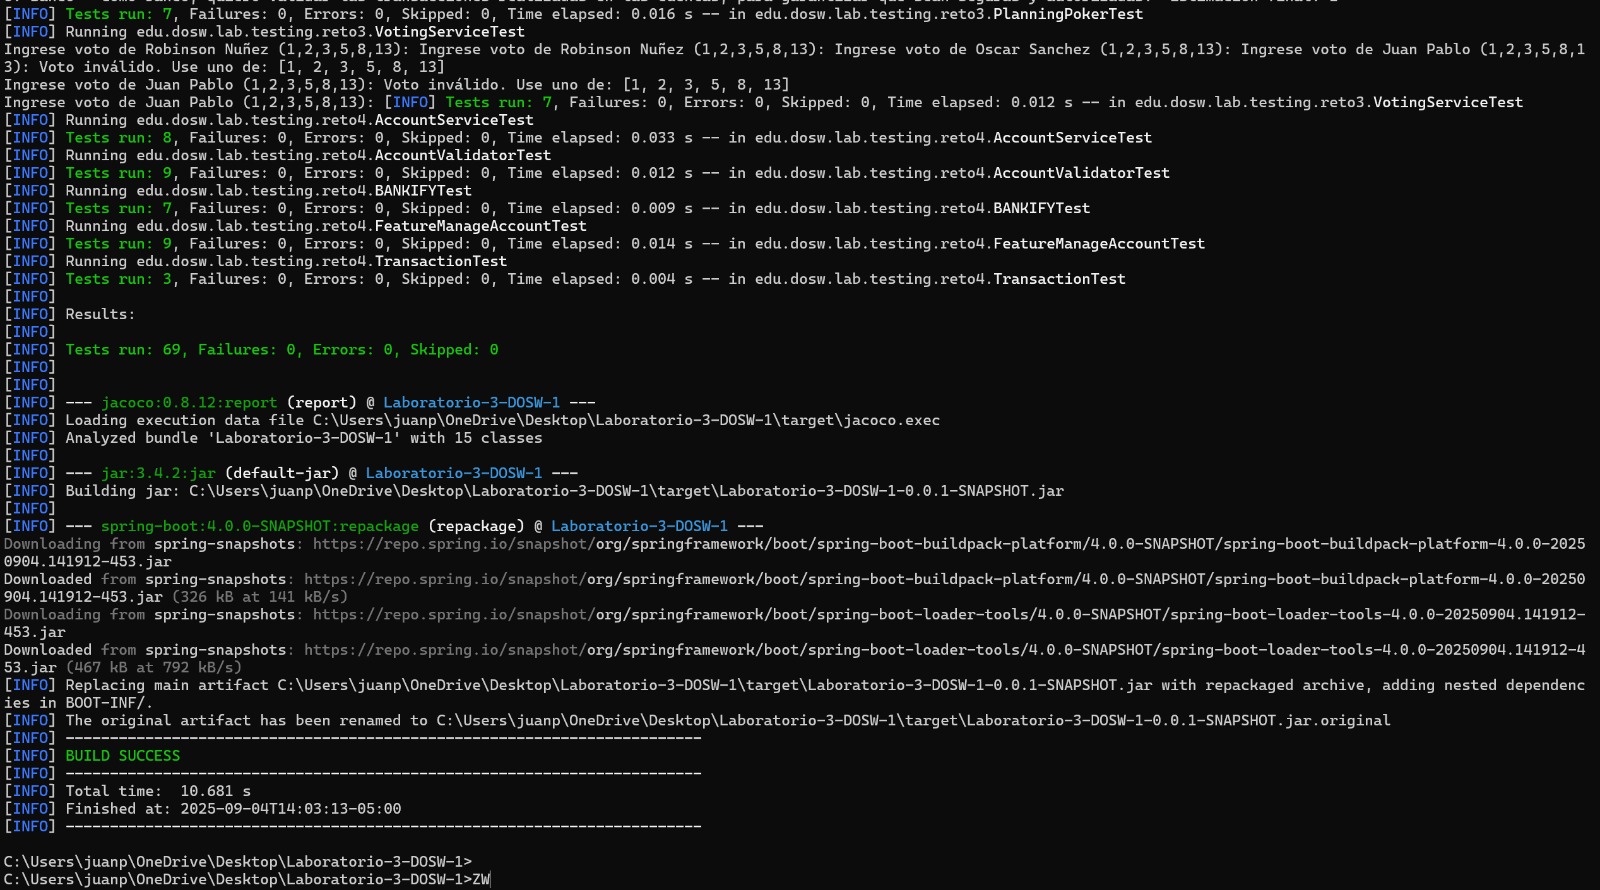 [INFO] Tests run: 7, Failures: 0, Errors: 0, Skipped: 0, Time elapsed: 0.016 s -- in edu.dosw.lab.testing.reto3.PlanningPokerTest
[INFO] Running edu.dosw.lab.testing.reto3.VotingServiceTest
Ingrese voto de Robinson Nuñez (1,2,3,5,8,13): Ingrese voto de Robinson Nuñez (1,2,3,5,8,13): Ingrese voto de Oscar Sanchez (1,2,3,5,8,13): Ingrese voto de Juan Pablo (1,2,3,5,8,1
3): Voto inválido. Use uno de: [1, 2, 3, 5, 8, 13]
Ingrese voto de Juan Pablo (1,2,3,5,8,13): Voto inválido. Use uno de: [1, 2, 3, 5, 8, 13]
Ingrese voto de Juan Pablo (1,2,3,5,8,13): [INFO] Tests run: 7, Failures: 0, Errors: 0, Skipped: 0, Time elapsed: 0.012 s -- in edu.dosw.lab.testing.reto3.VotingServiceTest
[INFO] Running edu.dosw.lab.testing.reto4.AccountServiceTest
[INFO] Tests run: 8, Failures: 0, Errors: 0, Skipped: 0, Time elapsed: 0.033 s -- in edu.dosw.lab.testing.reto4.AccountServiceTest
[INFO] Running edu.dosw.lab.testing.reto4.AccountValidatorTest
[INFO] Tests run: 9, Failures: 0, Errors: 0, Skipped: 0, Time elapsed: 0.012 s -- in edu.dosw.lab.testing.reto4.AccountValidatorTest
[INFO] Running edu.dosw.lab.testing.reto4.BANKIFYTest
[INFO] Tests run: 7, Failures: 0, Errors: 0, Skipped: 0, Time elapsed: 0.009 s -- in edu.dosw.lab.testing.reto4.BANKIFYTest
[INFO] Running edu.dosw.lab.testing.reto4.FeatureManageAccountTest
[INFO] Tests run: 9, Failures: 0, Errors: 0, Skipped: 0, Time elapsed: 0.014 s -- in edu.dosw.lab.testing.reto4.FeatureManageAccountTest
[INFO] Running edu.dosw.lab.testing.reto4.TransactionTest
[INFO] Tests run: 3, Failures: 0, Errors: 0, Skipped: 0, Time elapsed: 0.004 s -- in edu.dosw.lab.testing.reto4.TransactionTest
[INFO]
[INFO] Results:
[INFO]
[INFO] Tests run: 69, Failures: 0, Errors: 0, Skipped: 0
[INFO]
[INFO]
[INFO] --- jacoco:0.8.12:report (report) @ Laboratorio-3-DOSW-1 ---
[INFO] Loading execution data file C:\Users\juanp\OneDrive\Desktop\Laboratorio-3-DOSW-1\target\jacoco.exec
[INFO] Analyzed bundle 'Laboratorio-3-DOSW-1' with 15 classes
[INFO]
[INFO] --- jar:3.4.2:jar (default-jar) @ Laboratorio-3-DOSW-1 ---
[INFO] Building jar: C:\Users\juanp\OneDrive\Desktop\Laboratorio-3-DOSW-1\target\Laboratorio-3-DOSW-1-0.0.1-SNAPSHOT.jar
[INFO]
[INFO] --- spring-boot:4.0.0-SNAPSHOT:repackage (repackage) @ Laboratorio-3-DOSW-1 ---
Downloading from spring-snapshots: https://repo.spring.io/snapshot/org/springframework/boot/spring-boot-buildpack-platform/4.0.0-SNAPSHOT/spring-boot-buildpack-platform-4.0.0-2025
0904.141912-453.jar
Downloaded from spring-snapshots: https://repo.spring.io/snapshot/org/springframework/boot/spring-boot-buildpack-platform/4.0.0-SNAPSHOT/spring-boot-buildpack-platform-4.0.0-20250
904.141912-453.jar (326 kB at 141 kB/s)
Downloading from spring-snapshots: https://repo.spring.io/snapshot/org/springframework/boot/spring-boot-loader-tools/4.0.0-SNAPSHOT/spring-boot-loader-tools-4.0.0-20250904.141912-
453.jar
Downloaded from spring-snapshots: https://repo.spring.io/snapshot/org/springframework/boot/spring-boot-loader-tools/4.0.0-SNAPSHOT/spring-boot-loader-tools-4.0.0-20250904.141912-4
53.jar (467 kB at 792 kB/s)
[INFO] Replacing main artifact C:\Users\juanp\OneDrive\Desktop\Laboratorio-3-DOSW-1\target\Laboratorio-3-DOSW-1-0.0.1-SNAPSHOT.jar with repackaged archive, adding nested dependenc
ies in BOOT-INF/.
[INFO] The original artifact has been renamed to C:\Users\juanp\OneDrive\Desktop\Laboratorio-3-DOSW-1\target\Laboratorio-3-DOSW-1-0.0.1-SNAPSHOT.jar.original
[INFO] ------------------------------------------------------------------------
[INFO] BUILD SUCCESS
[INFO] ------------------------------------------------------------------------
[INFO] Total time:  10.681 s
[INFO] Finished at: 2025-09-04T14:03:13-05:00
[INFO] ------------------------------------------------------------------------
C:\Users\juanp\OneDrive\Desktop\Laboratorio-3-DOSW-1>
C:\Users\juanp\OneDrive\Desktop\Laboratorio-3-DOSW-1>ZW